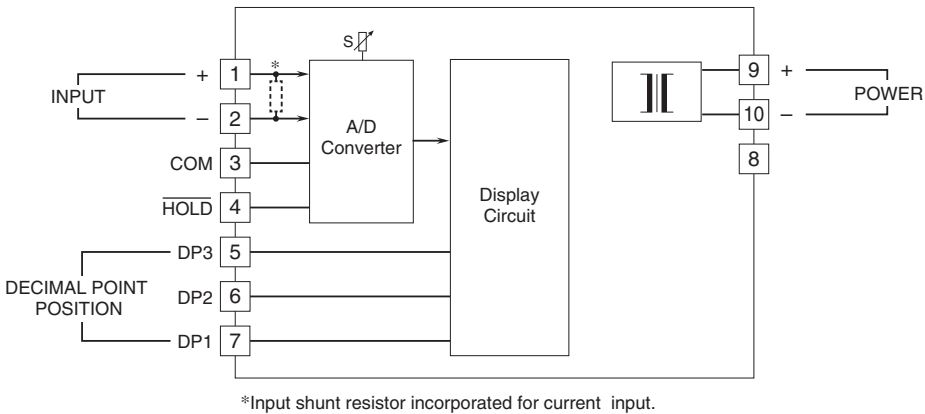 S
*
+ 1
INPUT
− 2
A/D
Converter
COM 3
HOLD 4
DP3 5
DECIMAL POINT
POSITION
DP2 6
DP1 7
Display
Circuit
9 +
POWER
10 −
8
*Input shunt resistor incorporated for current input.